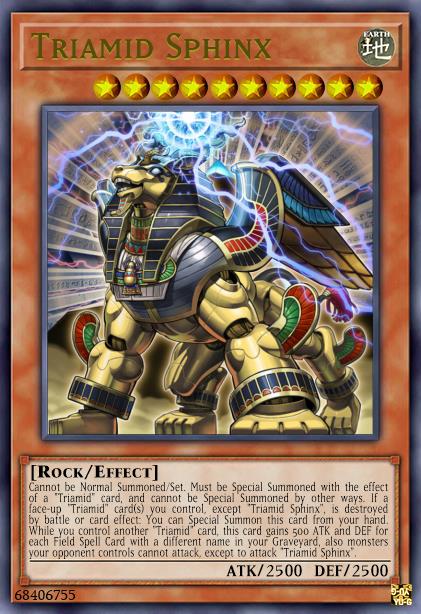 Triamid Sphinx
EARTH
地
[Rock/Effect]
Cannot be Normal Summoned/Set. Must be Special Summoned with the effect
of a "Triamid" card, and cannot be Special Summoned by other ways. If a
face-up "Triamid" card(s) you control, except "Triamid Sphinx", is destroyed
by battle or card effect: You can Special Summon this card from your hand.
While you control another "Triamid" card, this card gains 500 ATK and DEF for
each Field Spell Card with a different name in your Graveyard, also monsters
your opponent controls cannot attack, except to attack "Triamid Sphinx".
ATK/2500 DEF/2500
68406755